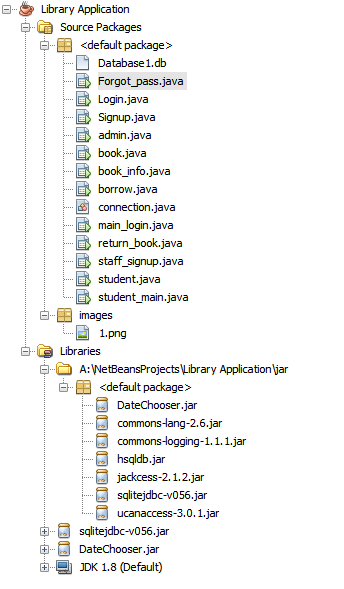 Library Application
Source Packages
<default package>
Database1.db
Forgot_pass.java
Login.java
Signup.java
admin.java
book.java
book_info.java
borrow.java
connection.java
main_login.java
return_book.java
staff_signup.java
student.java
student_main.java
images
1.png
Libraries
A:\NetBeansProjects\Library Application\jar
<default package>
DateChooser.jar
commons-lang-2.6.jar
commons-logging-1.1.1.jar
hsqldb.jar
jackcess-2.1.2.jar
sqlitejdbc-v056.jar
ucanaccess-3.0.1.jar
sqlitejdbc-v056.jar
DateChooser.jar
JDK 1.8 (Default)